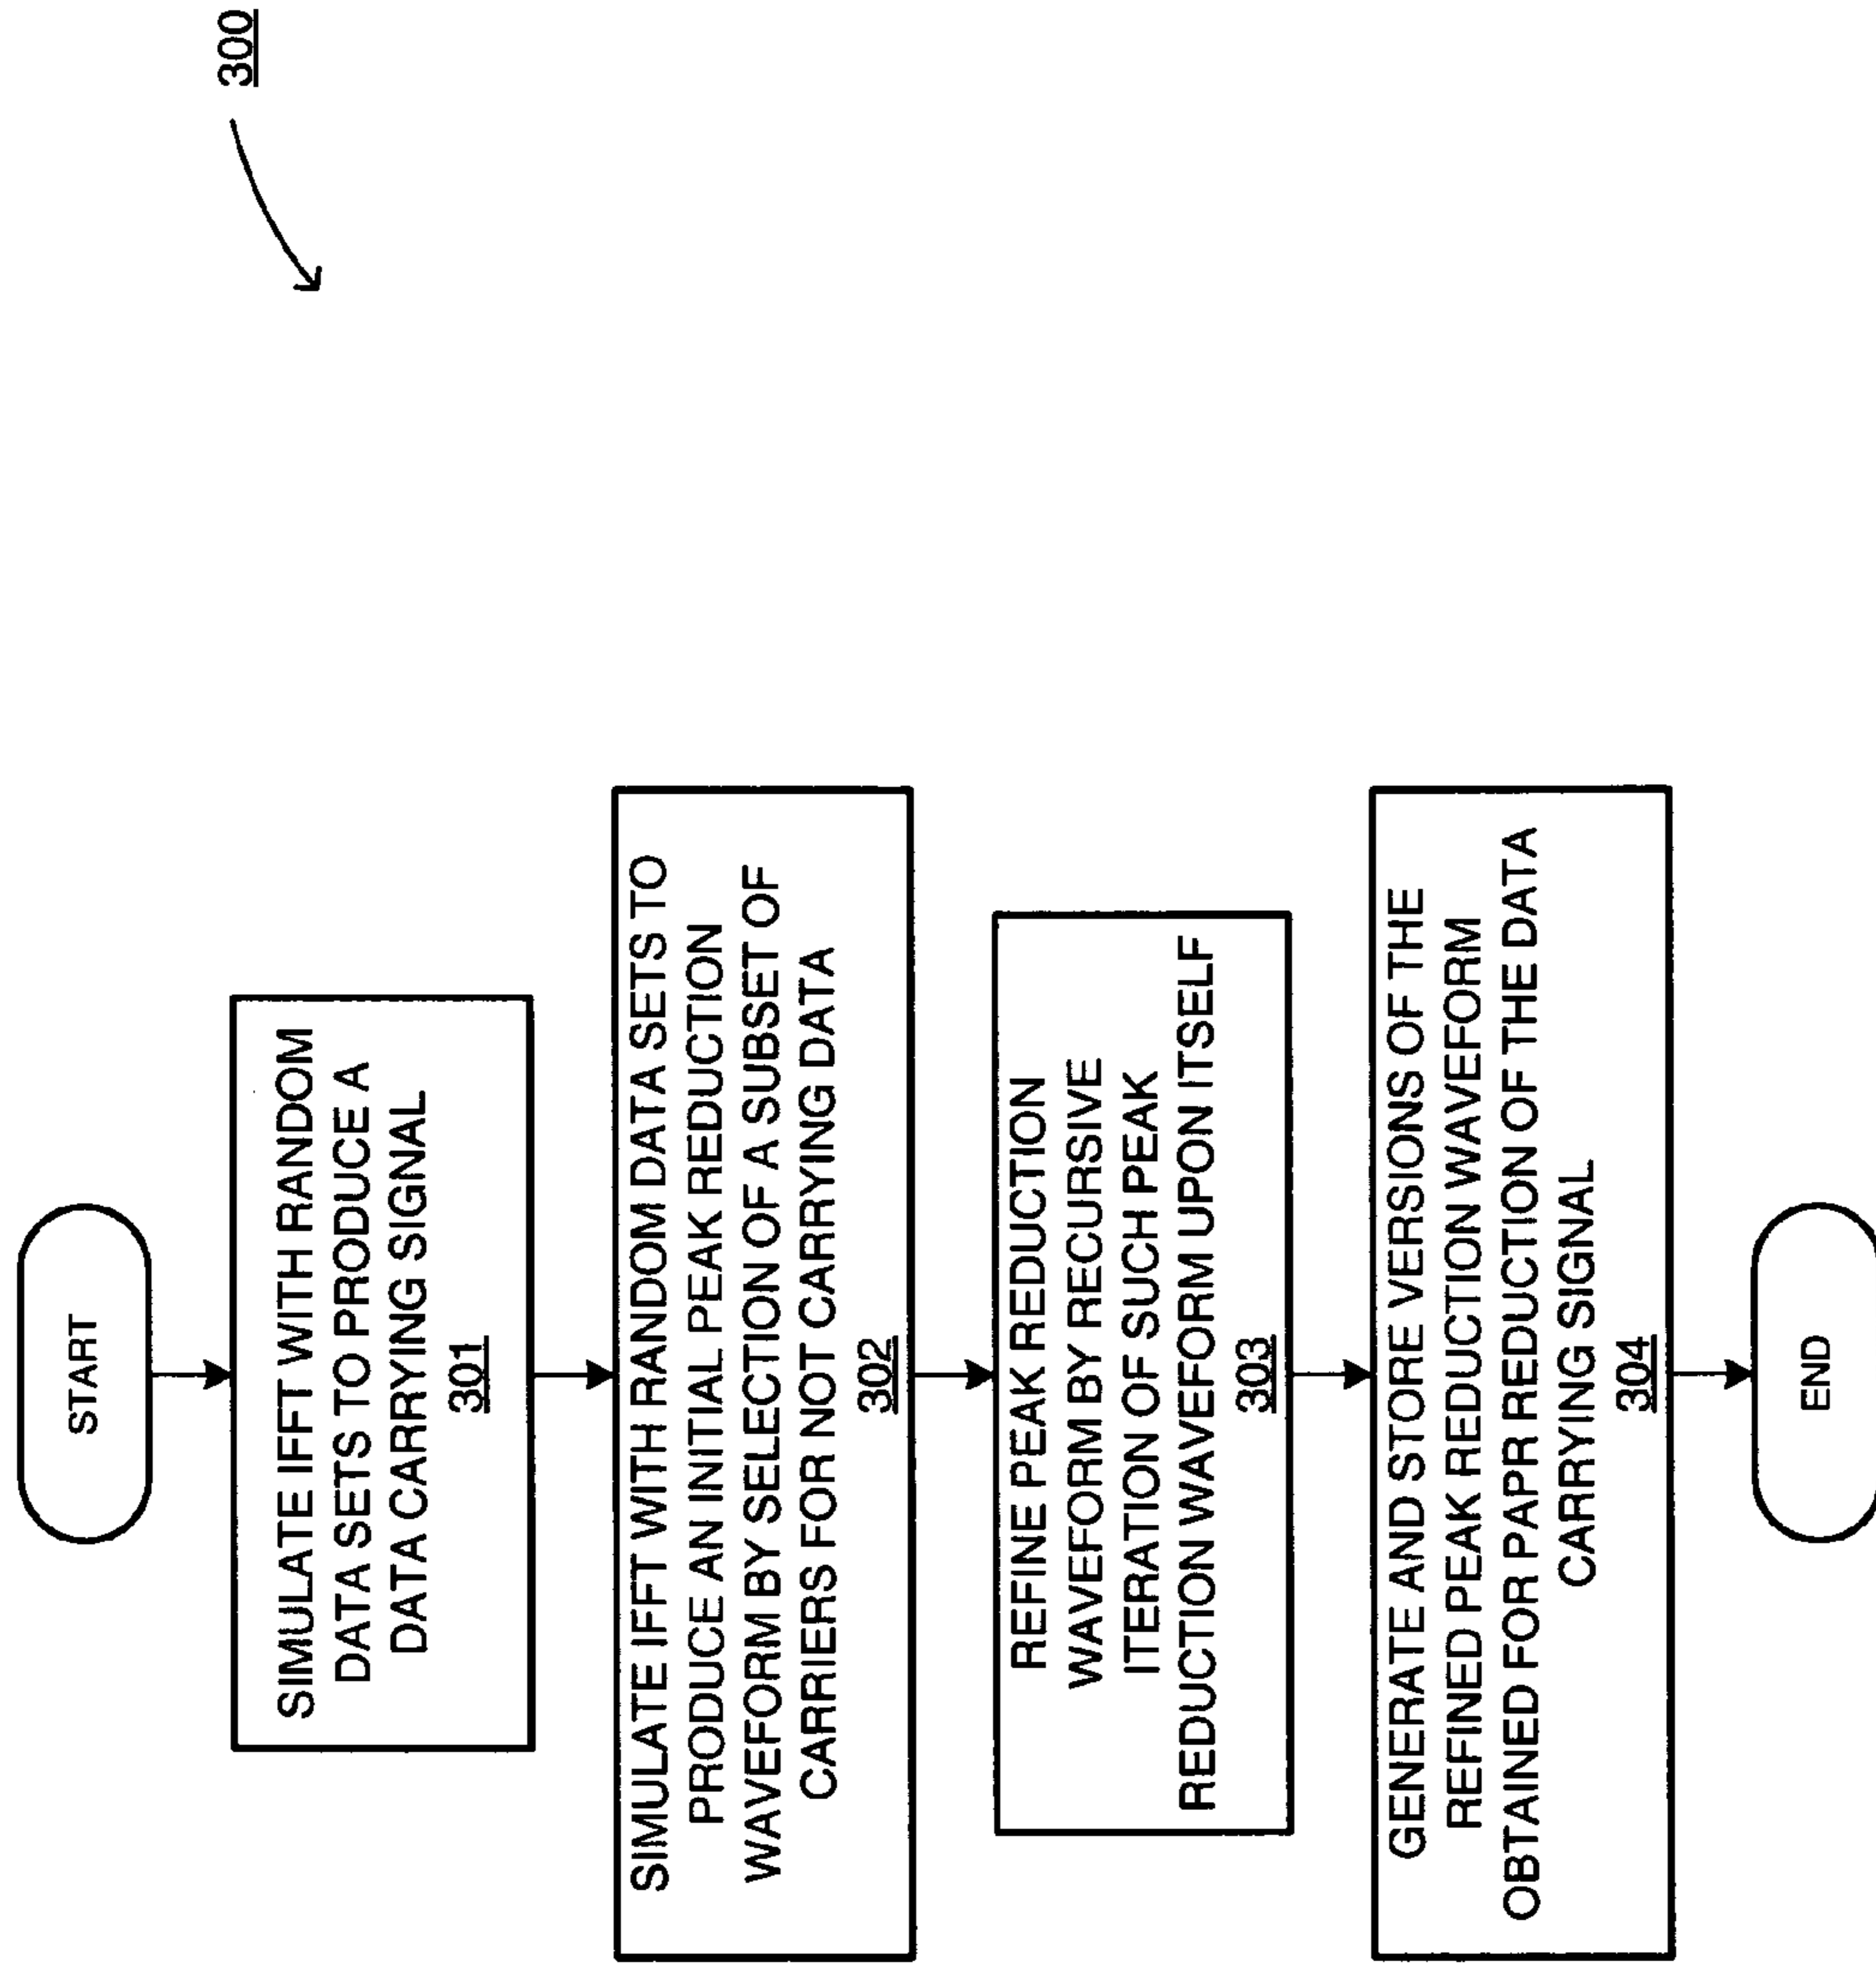 300
START
SIMULATE IFFT WITH RANDOM
DATA SETS TO PRODUCE A
DATA CARRYING SIGNAL
301
SIMULATE IFFT WITH RANDOM DATA SETS TO
PRODUCE AN INITIAL PEAK REDUCTION
WAVEFORM BY SELECTION OF A SUBSET OF
CARRIERS FOR NOT CARRYING DATA
302
REFINE PEAK REDUCTION
WAVEFORM BY RECURSIVE
ITERATION OF SUCH PEAK
REDUCTION WAVEFORM UPON ITSELF
303
GENERATE AND STORE VERSIONS OF THE
REFINED PEAK REDUCTION WAVEFORM
OBTAINED FOR PAPR REDUCTION OF THE DATA
CARRYING SIGNAL
304
END